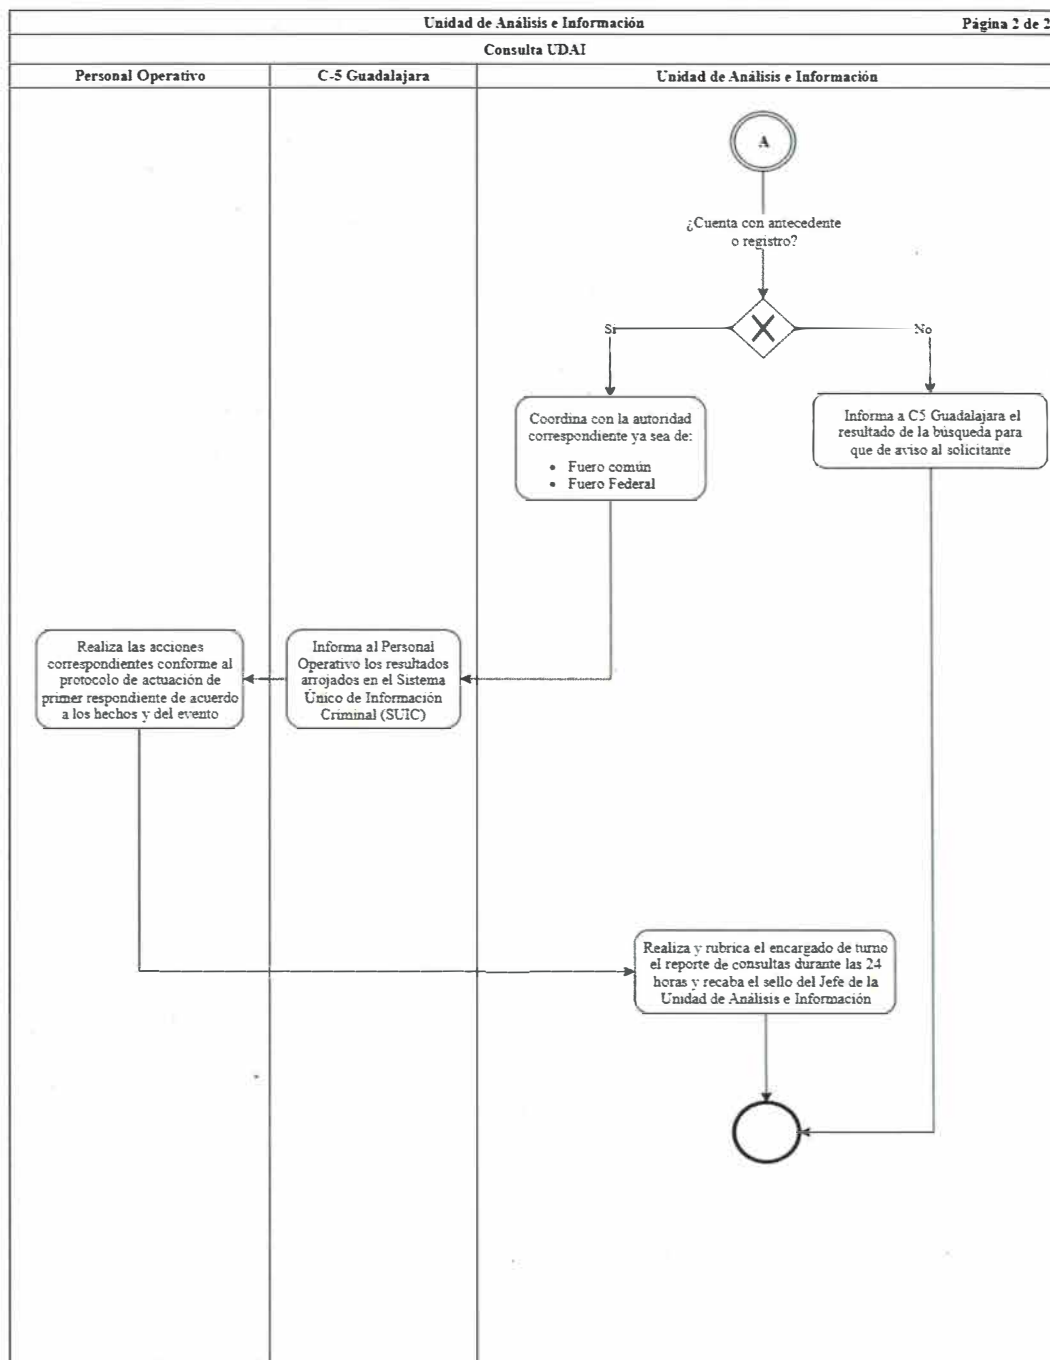 Unidad de Análisis e Información
Página 2 de 2
Consulta UDAI
Personal Operativo
C-5 Guadalajara
Unidad de Análisis e Información
A
¿Cuenta con antecedente
o registro?
Si
No
Coordina con la autoridad
correspondiente ya sea de:
• Fuero común
• Fuero Federal
Informa a C5 Guadalajara el
resultado de la búsqueda para
que de aviso al solicitante
Realiza las acciones
correspondientes conforme al
protocolo de actuación de
primer respondiente de acuerdo
a los hechos y del evento
Informa al Personal
Operativo los resultados
arrojados en el Sistema
Único de Información
Criminal (SUIC)
Realiza y rubrica el encargado de turno
el reporte de consultas durante las 24
horas y recaba el sello del Jefe de la
Unidad de Análisis e Información